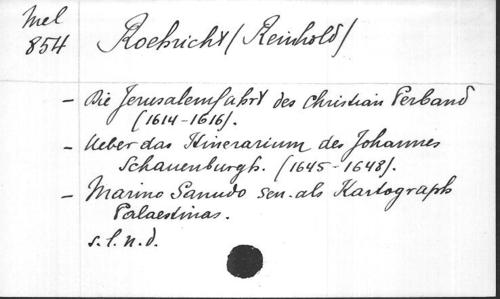 Mel
854
Roehricht (Reinhold)
- Die Jerusalemfahrt des Christian Perband
(1614-1616).
- Ueber das Itinerarium des Johannes
Schauenburgk. (1645-1648).
- Marino Sanudo sen. als Kartograph
Palaestinas.
s.l.n.d.